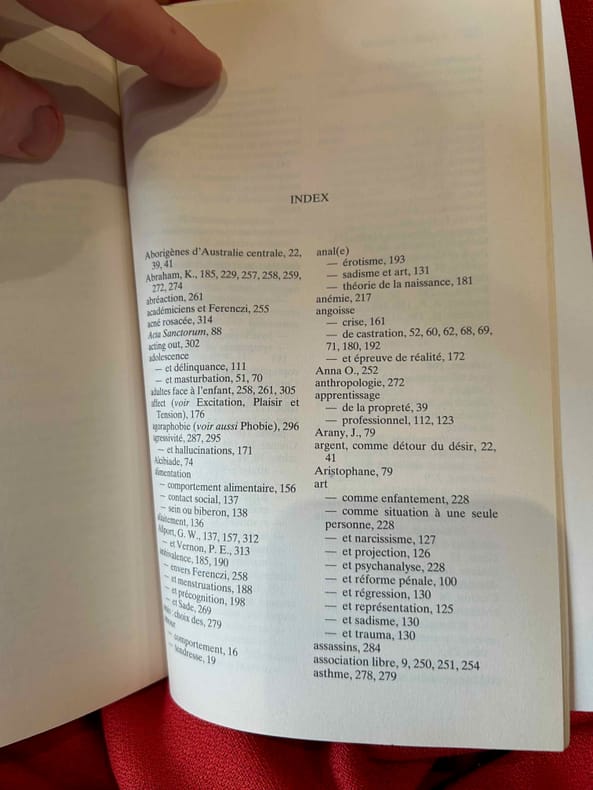 INDEX
Aborigènes d'Australie centrale, 22,
39, 41
Abraham, K., 185, 229, 257, 258, 259,
272, 274
abréaction, 261
académiciens et Ferenczi, 255
acné rosacée, 314
Acta Sanctorum, 88
acting out, 302
adolescence
— et délinquance, 111
— et masturbation, 51, 70
adultes face à l'enfant, 258, 261, 305
affect (voir Excitation, Plaisir et
Tension), 176
agoraphobie (voir aussi Phobie), 296
agressivité, 287, 295
— et hallucinations, 171
Alcibiade, 74
alimentation
— comportement alimentaire, 156
— contact social, 137
— sein ou biberon, 138
allaitement, 136
Allport, G. W., 137, 157, 312
— et Vernon, P. E., 313
ambivalence, 185, 190
— envers Ferenczi, 258
— et menstruations, 188
— et précognition, 198
— et Sade, 269
choix des, 279
amour
— comportement, 16
— tendresse, 19
anal(e)
— érotisme, 193
— sadisme et art, 131
— théorie de la naissance, 181
anémie, 217
angoisse
— crise, 161
— de castration, 52, 60, 62, 68, 69,
71, 180, 192
— et épreuve de réalité, 172
Anna O., 252
anthropologie, 272
apprentissage
— de la propreté, 39
— professionnel, 112, 123
Arany, J., 79
argent, comme détour du désir, 22,
41
Aristophane, 79
art
— comme enfantement, 228
— comme situation à une seule
personne, 228
— et narcissisme, 127
— et projection, 126
— et psychanalyse, 228
— et réforme pénale, 100
— et régression, 130
— et représentation, 125
— et sadisme, 130
— et trauma, 130
assassins, 284
association libre, 9, 250, 251, 254
asthme, 278, 279